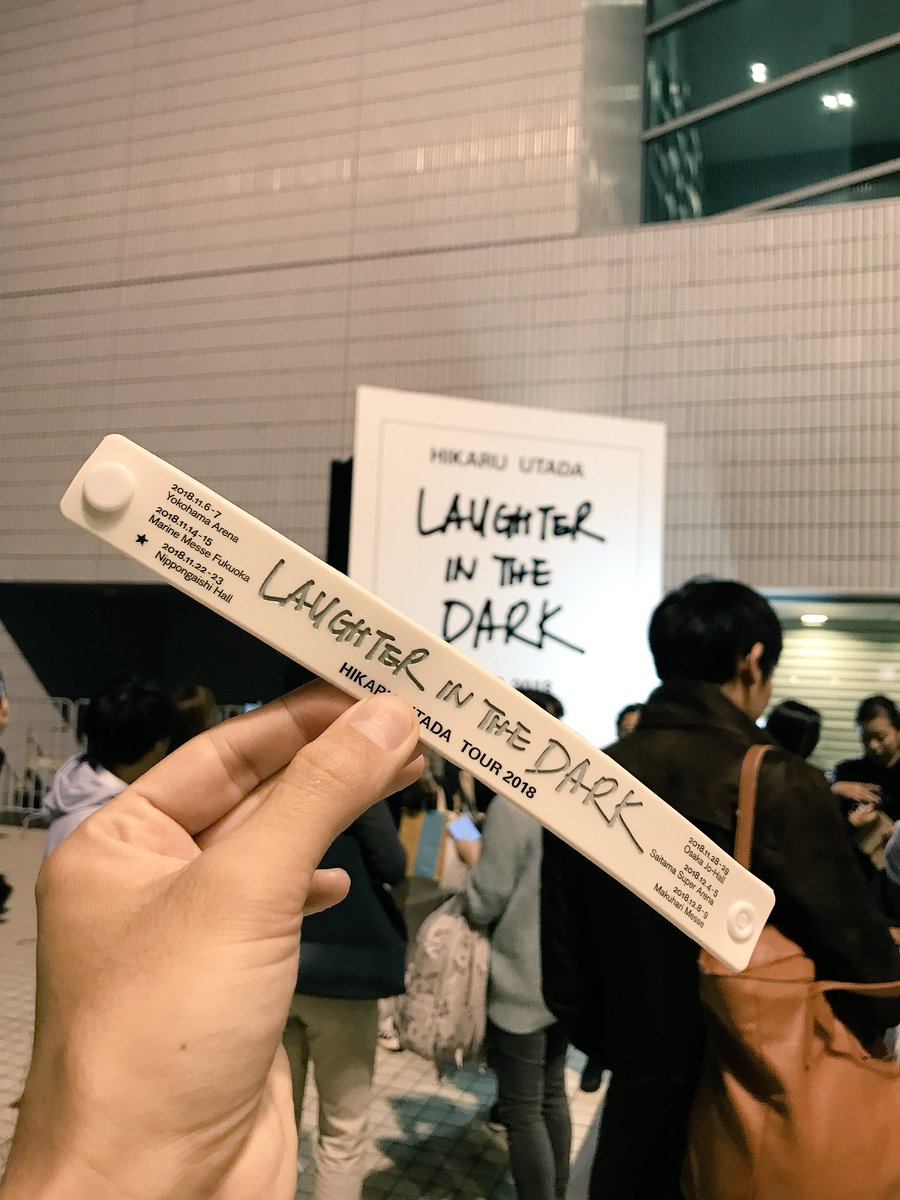 HIKARU UTADA
LAUGHTER
IN THE
DARK
2018
2018.11.6-7
Yokohama Arena
2018.11.14-15
Marine Messe Fukuoka
★ 2018.11.22-23
Nippongaishi Hall
LAUGHTER IN THE DARK
HIKARU UTADA TOUR 2018
2018.11.28-29
Osaka Jo-Hall
2018.12.4-5
Saitama Super Arena
2018.12.8-9
Makuhari Messe